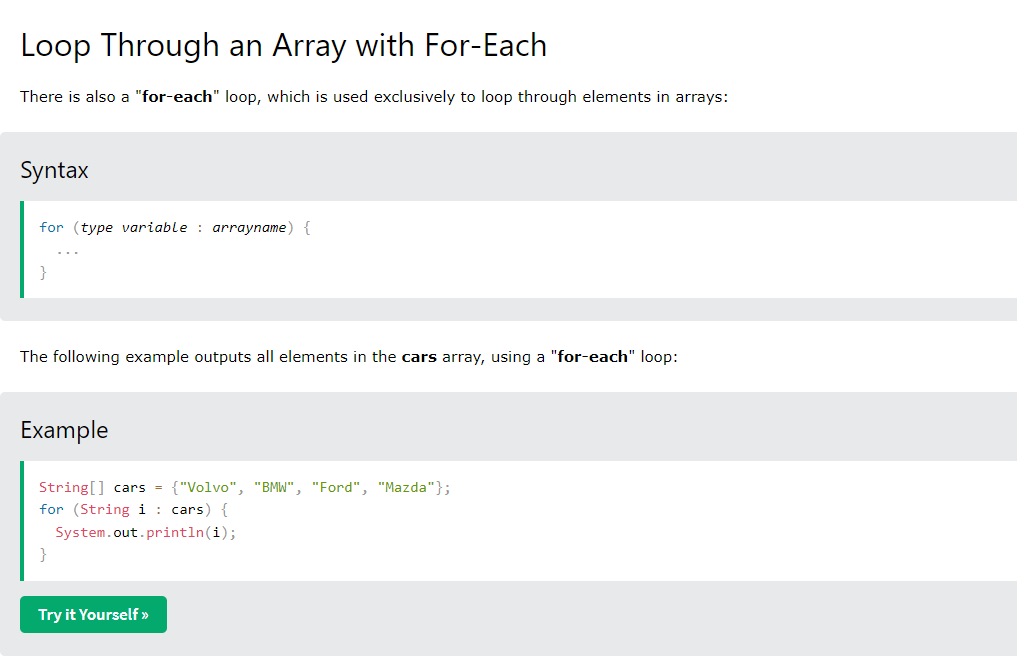 Loop Through an Array with For-Each
There is also a "for-each" loop, which is used exclusively to loop through elements in arrays:
Syntax
for (type variable : arrayname) {
  ...
}
The following example outputs all elements in the cars array, using a "for-each" loop:
Example
String[] cars = {"Volvo", "BMW", "Ford", "Mazda"};
for (String i : cars) {
  System.out.println(i);
}
Try it Yourself »